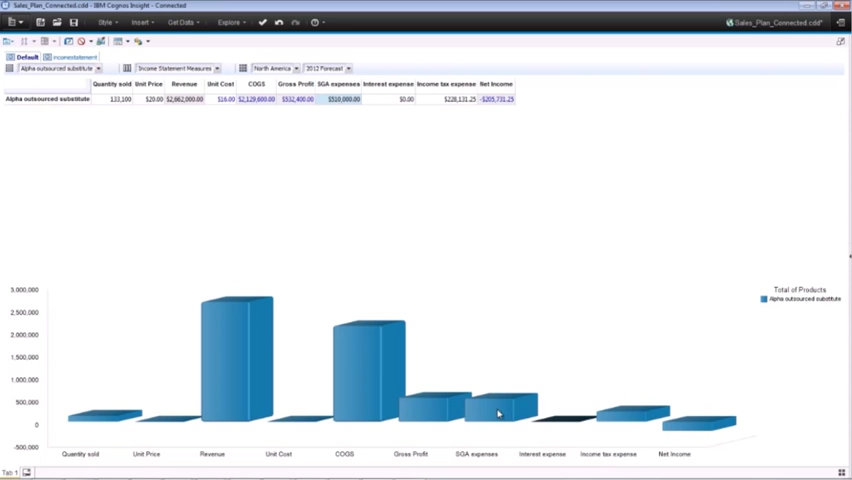 Sales_Plan_Connected.cdd - IBM Cognos Insight - Connected
Style Insert Get Data Explore Sales_Plan_Connected.cdd*
Default incomestatement
Alpha outsourced substitute Income Statement Measures North America 2012 Forecast
Quantity sold Unit Price Revenue Unit Cost COGS Gross Profit SGA expenses Interest expense Income tax expense Net Income
Alpha outsourced substitute 133,100 $20.00 $2,662,000.00 $16.00 $2,129,600.00 $532,400.00 $510,000.00 $0.00 $228,131.25 -$205,731.25
3,000,000
2,500,000
2,000,000
1,500,000
1,000,000
500,000
0
-500,000
Total of Products
Alpha outsourced substitute
Quantity sold Unit Price Revenue Unit Cost COGS Gross Profit SGA expenses Interest expense Income tax expense Net Income
Tab 1